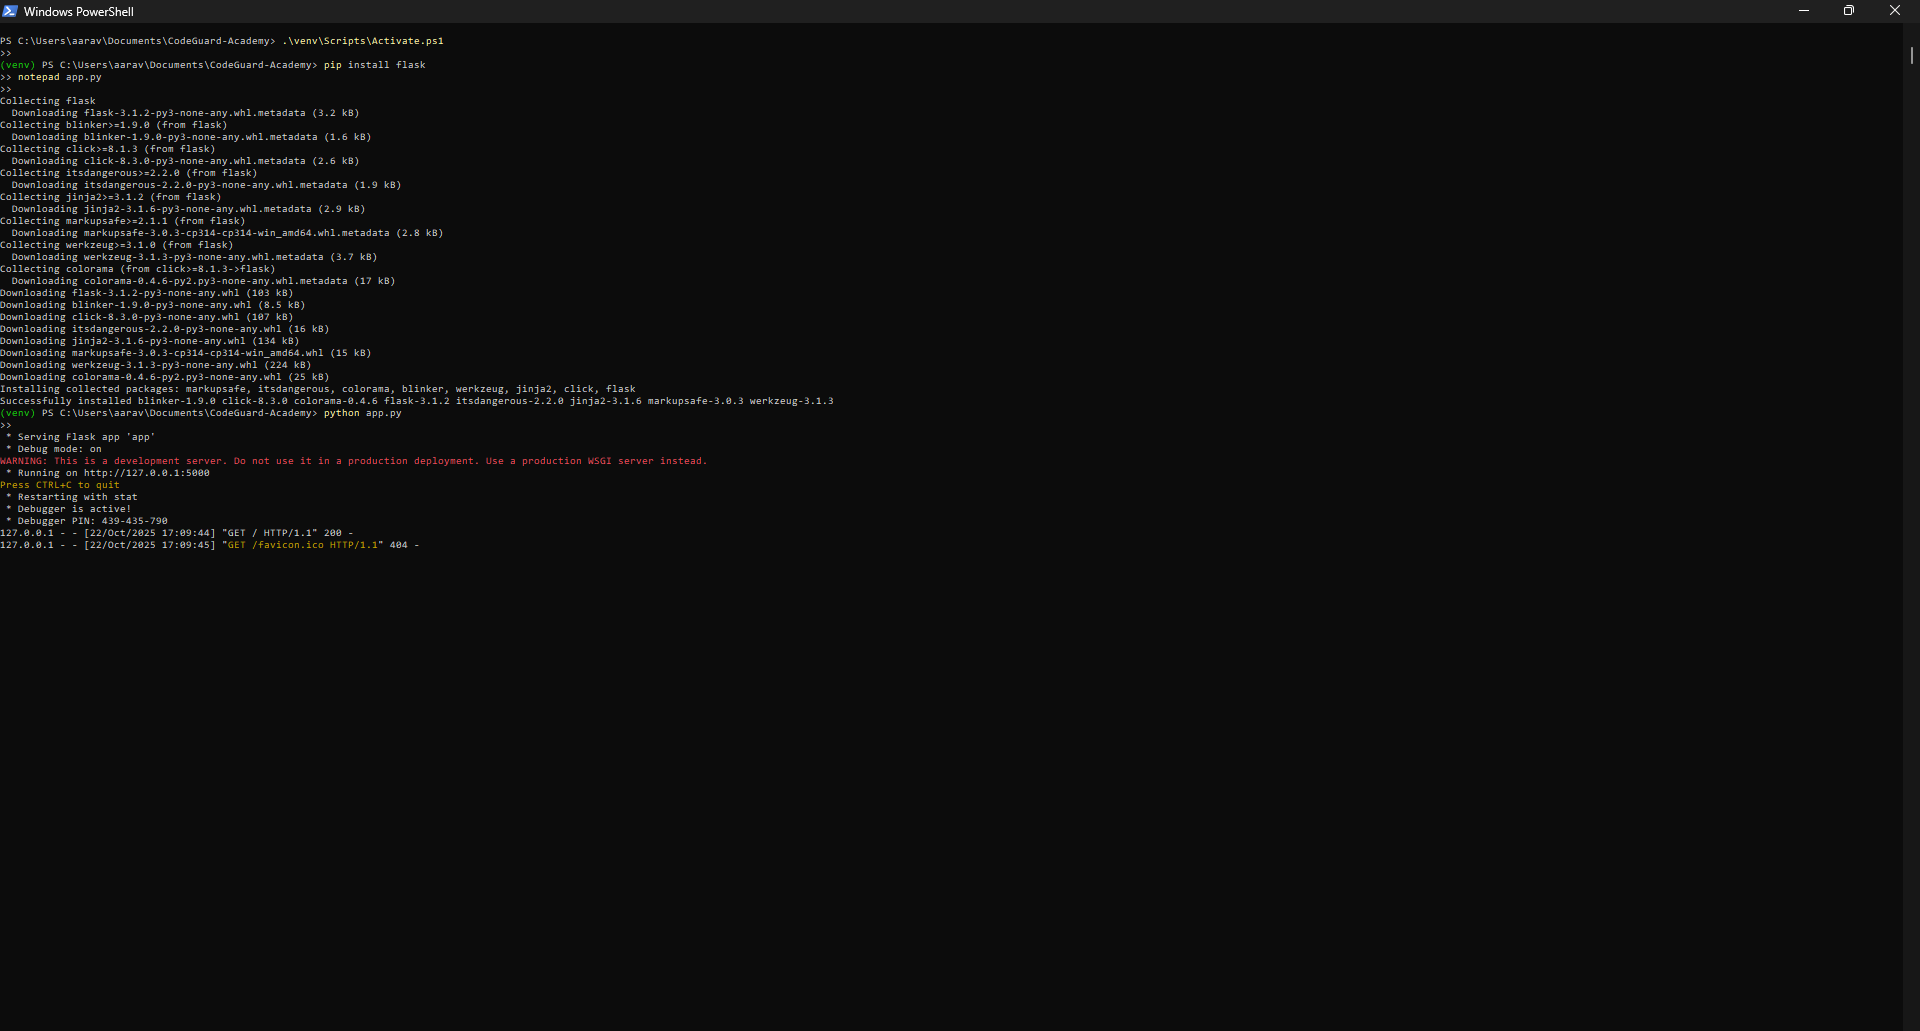 Windows PowerShell
PS C:\Users\aarav\Documents\CodeGuard-Academy> .\venv\Scripts\Activate.ps1
>>
(venv) PS C:\Users\aarav\Documents\CodeGuard-Academy> pip install flask
>> notepad app.py
>>
Collecting flask
  Downloading flask-3.1.2-py3-none-any.whl.metadata (3.2 kB)
Collecting blinker>=1.9.0 (from flask)
  Downloading blinker-1.9.0-py3-none-any.whl.metadata (1.6 kB)
Collecting click>=8.1.3 (from flask)
  Downloading click-8.3.0-py3-none-any.whl.metadata (2.6 kB)
Collecting itsdangerous>=2.2.0 (from flask)
  Downloading itsdangerous-2.2.0-py3-none-any.whl.metadata (1.9 kB)
Collecting jinja2>=3.1.2 (from flask)
  Downloading jinja2-3.1.6-py3-none-any.whl.metadata (2.9 kB)
Collecting markupsafe>=2.1.1 (from flask)
  Downloading markupsafe-3.0.3-cp314-cp314-win_amd64.whl.metadata (2.8 kB)
Collecting werkzeug>=3.1.0 (from flask)
  Downloading werkzeug-3.1.3-py3-none-any.whl.metadata (3.7 kB)
Collecting colorama (from click>=8.1.3->flask)
  Downloading colorama-0.4.6-py2.py3-none-any.whl.metadata (17 kB)
Downloading flask-3.1.2-py3-none-any.whl (103 kB)
Downloading blinker-1.9.0-py3-none-any.whl (8.5 kB)
Downloading click-8.3.0-py3-none-any.whl (107 kB)
Downloading itsdangerous-2.2.0-py3-none-any.whl (16 kB)
Downloading jinja2-3.1.6-py3-none-any.whl (134 kB)
Downloading markupsafe-3.0.3-cp314-cp314-win_amd64.whl (15 kB)
Downloading werkzeug-3.1.3-py3-none-any.whl (224 kB)
Downloading colorama-0.4.6-py2.py3-none-any.whl (25 kB)
Installing collected packages: markupsafe, itsdangerous, colorama, blinker, werkzeug, jinja2, click, flask
Successfully installed blinker-1.9.0 click-8.3.0 colorama-0.4.6 flask-3.1.2 itsdangerous-2.2.0 jinja2-3.1.6 markupsafe-3.0.3 werkzeug-3.1.3
(venv) PS C:\Users\aarav\Documents\CodeGuard-Academy> python app.py
>>
 * Serving Flask app 'app'
 * Debug mode: on
WARNING: This is a development server. Do not use it in a production deployment. Use a production WSGI server instead.
 * Running on http://127.0.0.1:5000
Press CTRL+C to quit
 * Restarting with stat
 * Debugger is active!
 * Debugger PIN: 439-435-790
127.0.0.1 - - [22/Oct/2025 17:09:44] "GET / HTTP/1.1" 200 -
127.0.0.1 - - [22/Oct/2025 17:09:45] "GET /favicon.ico HTTP/1.1" 404 -